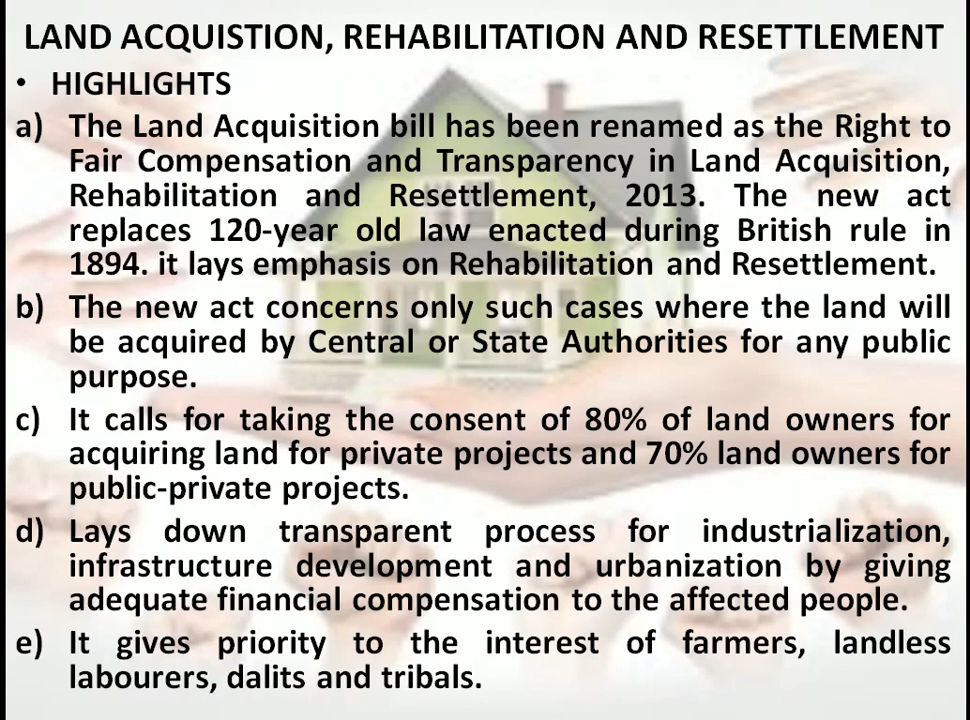 LAND ACQUISTION, REHABILITATION AND RESETTLEMENT
• HIGHLIGHTS
a) The Land Acquisition bill has been renamed as the Right to
Fair Compensation and Transparency in Land Acquisition,
Rehabilitation and Resettlement, 2013. The new act
replaces 120-year old law enacted during British rule in
1894. it lays emphasis on Rehabilitation and Resettlement.
b) The new act concerns only such cases where the land will
be acquired by Central or State Authorities for any public
purpose.
c) It calls for taking the consent of 80% of land owners for
acquiring land for private projects and 70% land owners for
public-private projects.
d) Lays down transparent process for industrialization,
infrastructure development and urbanization by giving
adequate financial compensation to the affected people.
e) It gives priority to the interest of farmers, landless
labourers, dalits and tribals.